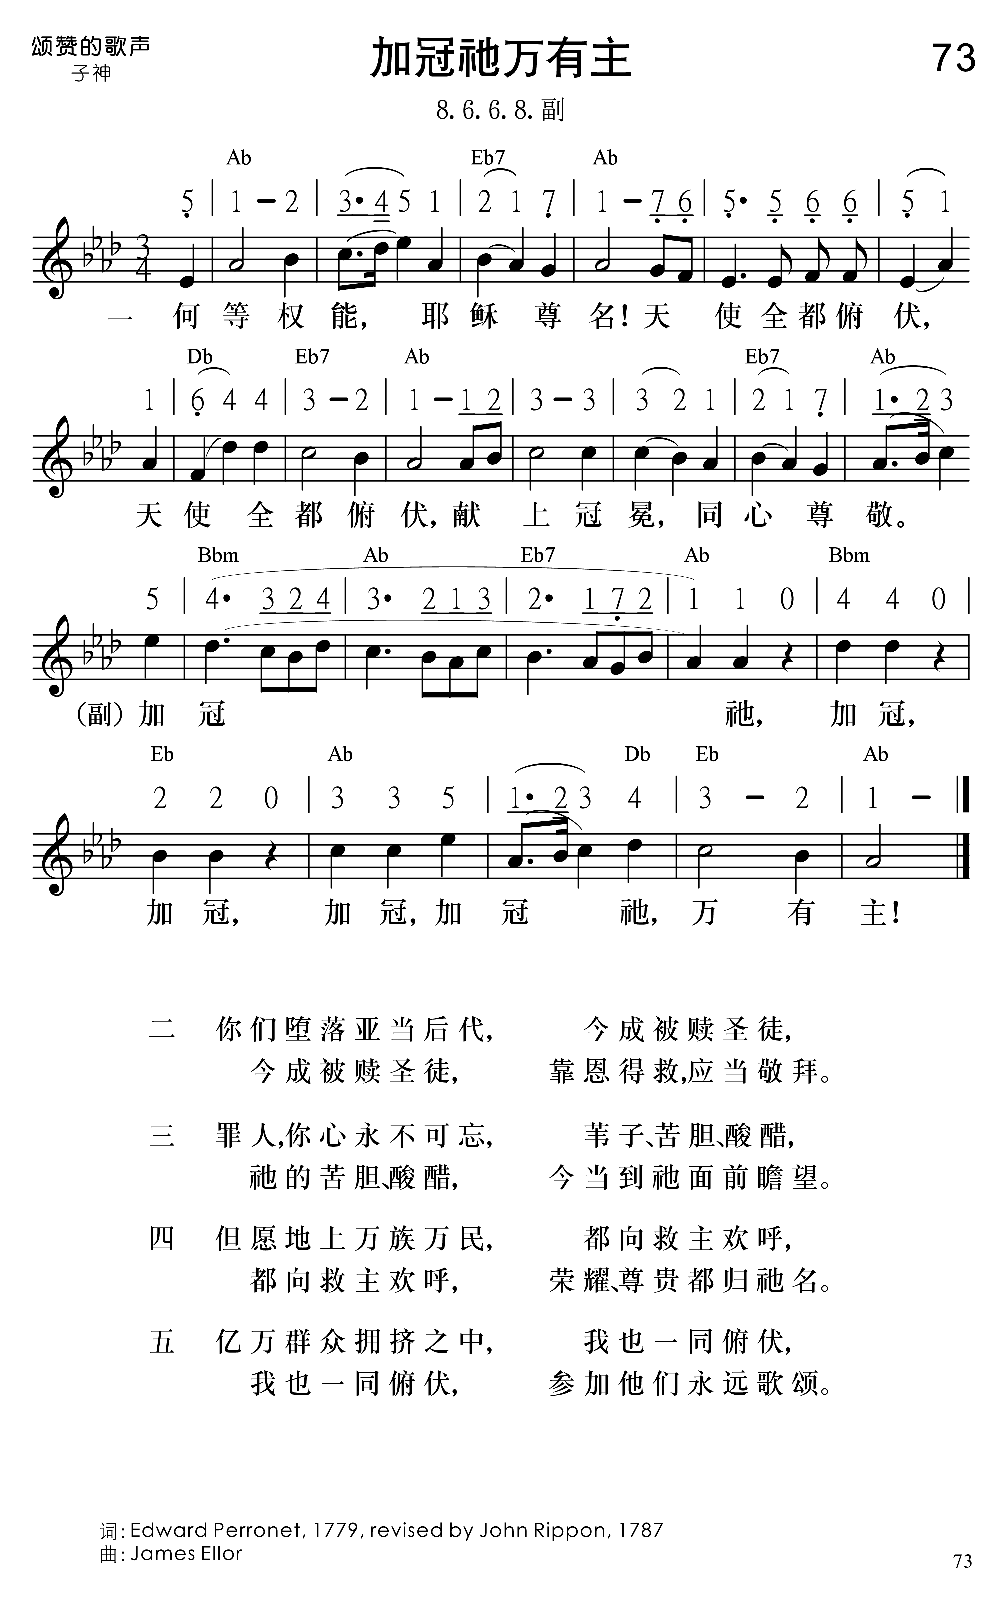 颂赞的歌声
子神
加冠祂万有主
73
8. 6. 6. 8. 副
Ab Eb7 Ab
5 | 1 - 2 | 3· 4 5 1 | 2 1 7 | 1 - 7 6 | 5· 5 6 6 | 5 1
3
4
一 何 等 权 能， 耶 稣 尊 名！天 使 全 都 俯 伏，
Db Eb7 Ab Eb7 Ab
1 | 6 4 4 | 3 - 2 | 1 - 1 2 | 3 - 3 | 3 2 1 | 2 1 7 | 1· 2 3
天 使 全 都 俯 伏，献 上 冠 冕， 同 心 尊 敬。
Bbm Ab Eb7 Ab Bbm
5 | 4· 3 2 4 | 3· 2 1 3 | 2· 1 7 2 | 1 1 0 | 4 4 0 |
（副）加 冠 祂， 加 冠，
Eb Ab Db Eb Ab
2 2 0 | 3 3 5 | 1· 2 3 4 | 3 - 2 | 1 - ‖
加 冠， 加 冠，加 冠 祂， 万 有 主！
二 你们堕落亚当后代， 今成被赎圣徒，
今成被赎圣徒， 靠恩得救，应当敬拜。
三 罪人，你心永不可忘， 苇子、苦胆、酸醋，
祂的苦胆、酸醋， 今当到祂面前瞻望。
四 但愿地上万族万民， 都向救主欢呼，
都向救主欢呼， 荣耀、尊贵都归祂名。
五 亿万群众拥挤之中， 我也一同俯伏，
我也一同俯伏， 参加他们永远歌颂。
词：Edward Perronet, 1779, revised by John Rippon, 1787
曲：James Ellor
73